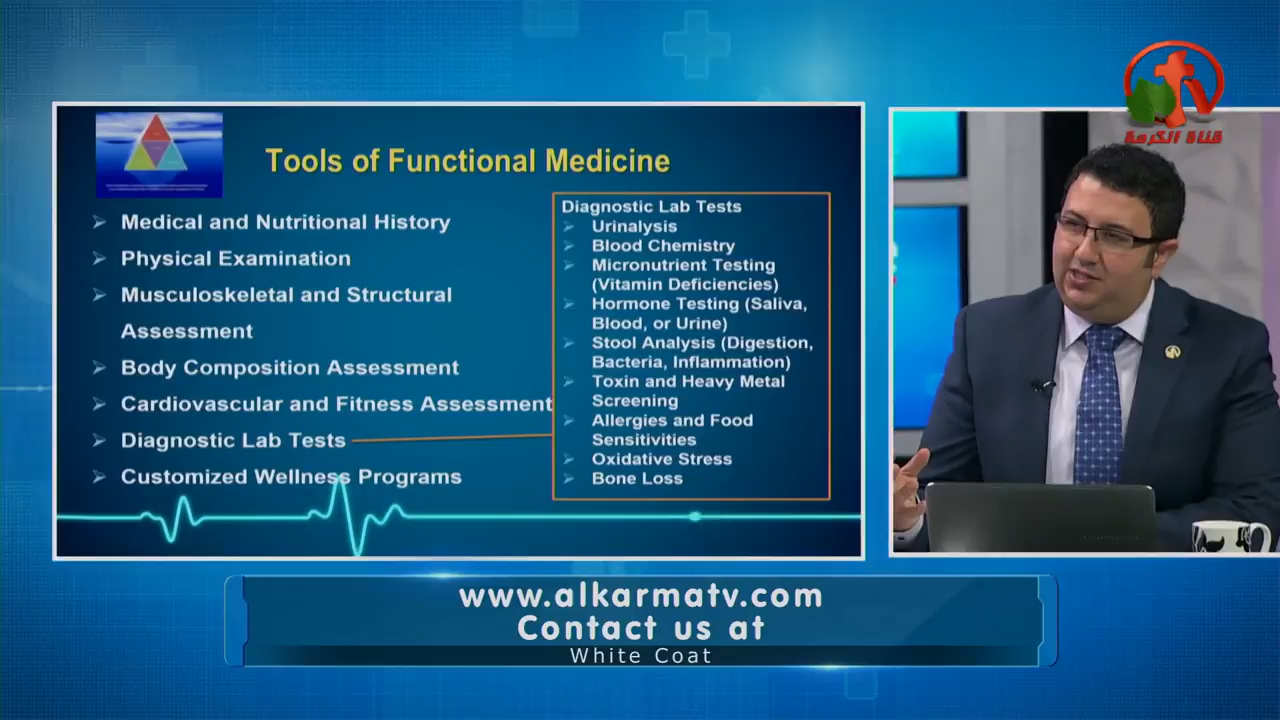 Tools of Functional Medicine
Medical and Nutritional History
Physical Examination
Musculoskeletal and Structural
Assessment
Body Composition Assessment
Cardiovascular and Fitness Assessment
Diagnostic Lab Tests
Customized Wellness Programs
Diagnostic Lab Tests
Urinalysis
Blood Chemistry
Micronutrient Testing
(Vitamin Deficiencies)
Hormone Testing (Saliva,
Blood, or Urine)
Stool Analysis (Digestion,
Bacteria, Inflammation)
Toxin and Heavy Metal
Screening
Allergies and Food
Sensitivities
Oxidative Stress
Bone Loss
tv
قناة الكرمة
www.alkarmatv.com
Contact us at
White Coat